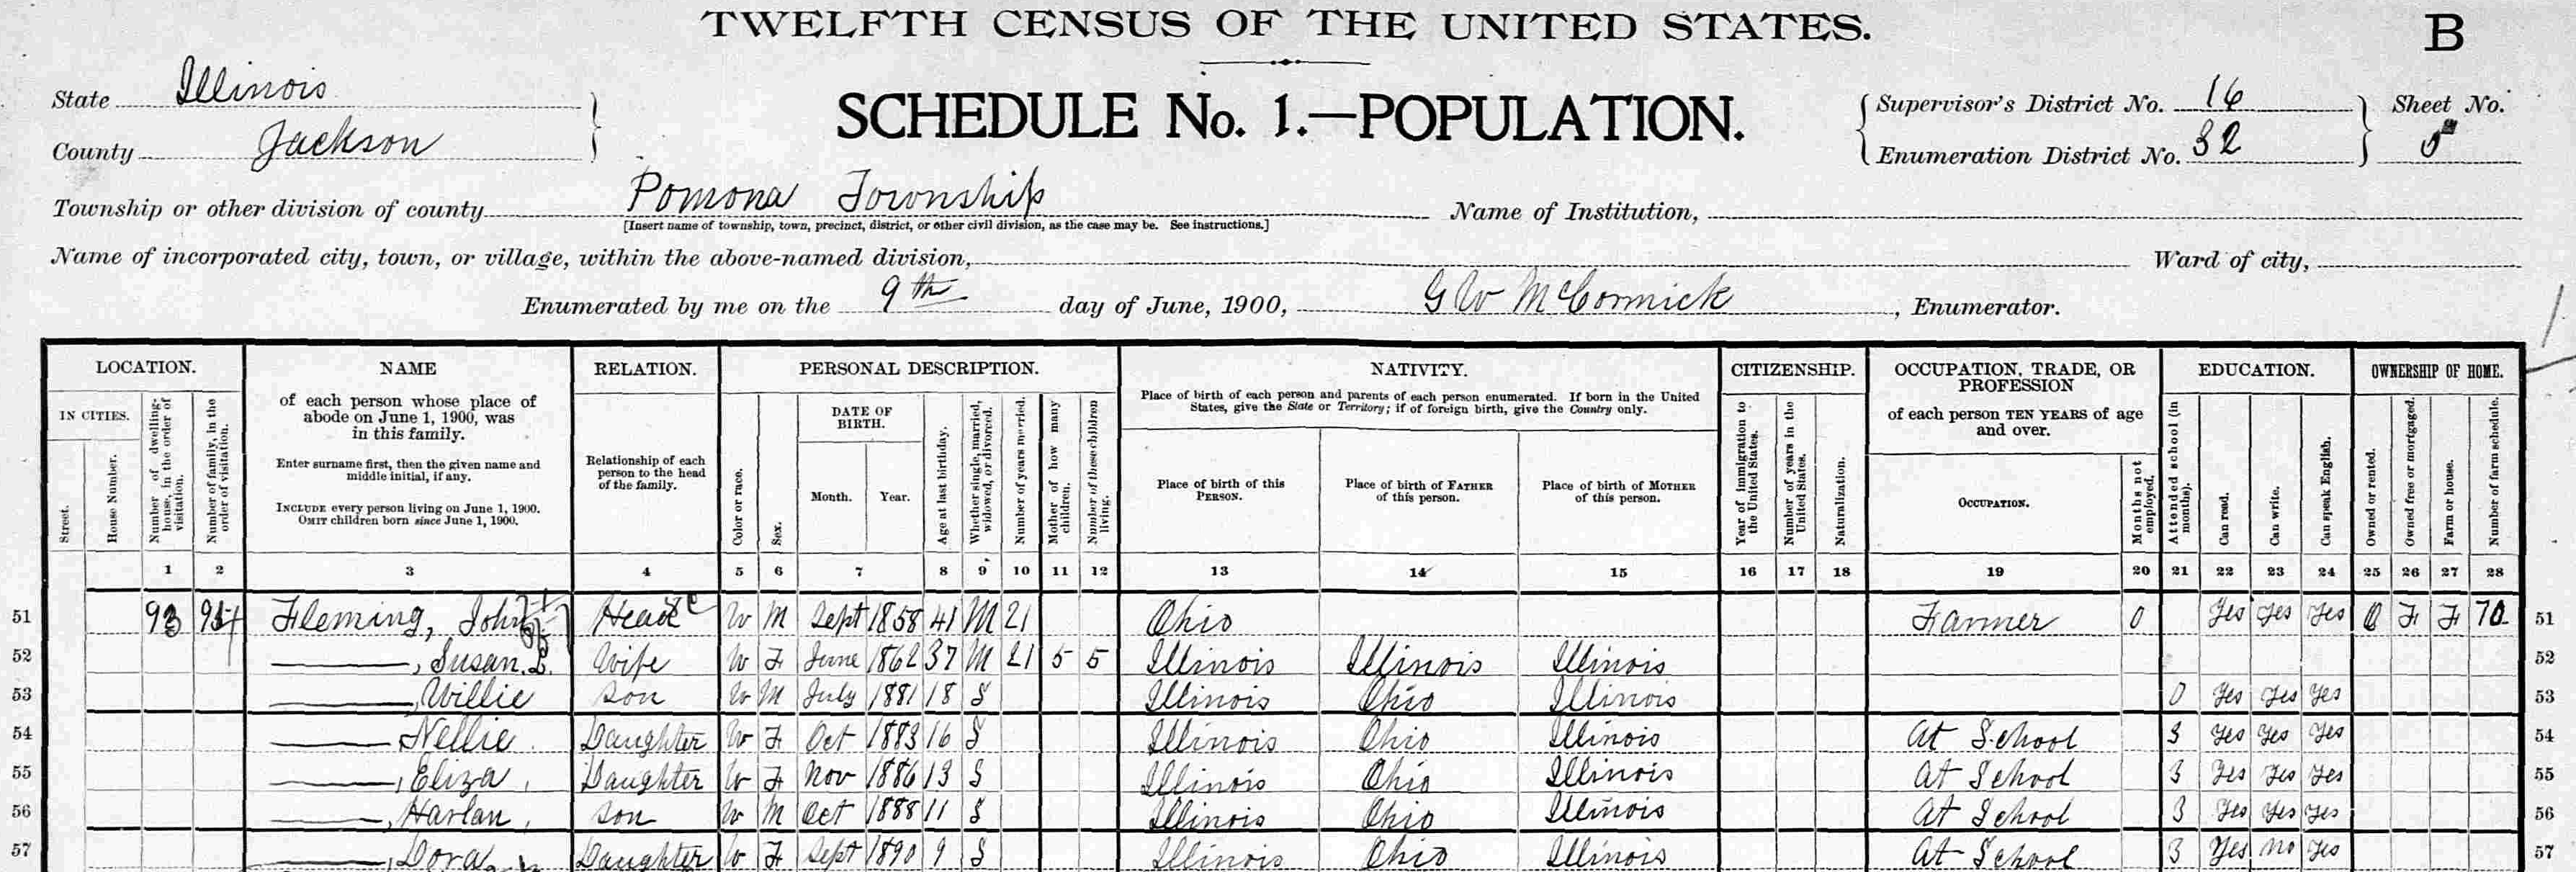 TWELFTH CENSUS OF THE UNITED STATES.
B
State Illinois
County Jackson
SCHEDULE No. 1.—POPULATION.
Supervisor's District No. 16
Enumeration District No. 32
Sheet No.
Township or other division of county Pomona Township
[Insert name of township, town, precinct, district, or other civil division, as the case may be. See instructions.]
Name of Institution,
Name of incorporated city, town, or village, within the above-named division,
Ward of city,
Enumerated by me on the 9th day of June, 1900, G W McCormick, Enumerator.
LOCATION.
IN CITIES.
Street.
House Number.
Number of dwelling-house, in the order of visitation.
Number of family, in the order of visitation.
NAME
of each person whose place of abode on June 1, 1900, was in this family.
Enter surname first, then the given name and middle initial, if any.
INCLUDE every person living on June 1, 1900.
OMIT children born since June 1, 1900.
RELATION.
Relationship of each person to the head of the family.
PERSONAL DESCRIPTION.
Color or race.
Sex.
DATE OF BIRTH.
Month.
Year.
Age at last birthday.
Whether single, married, widowed, or divorced.
Number of years married.
Mother of how many children.
Number of these children living.
NATIVITY.
Place of birth of each person and parents of each person enumerated. If born in the United States, give the State or Territory; if of foreign birth, give the Country only.
Place of birth of this PERSON.
Place of birth of FATHER of this person.
Place of birth of MOTHER of this person.
CITIZENSHIP.
Year of immigration to the United States.
Number of years in the United States.
Naturalization.
OCCUPATION, TRADE, OR PROFESSION
of each person TEN YEARS of age and over.
OCCUPATION.
Months not employed.
EDUCATION.
Attended school (in months).
Can read.
Can write.
Can speak English.
OWNERSHIP OF HOME.
Owned or rented.
Owned free or mortgaged.
Farm or house.
Number of farm schedule.
1 2 3 4 5 6 7 8 9 10 11 12 13 14 15 16 17 18 19 20 21 22 23 24 25 26 27 28
51 93 94 Fleming, John Head W M Sept 1858 41 M 21 Ohio Farmer 0 Yes Yes Yes O F F 70 51
52 , Susan. B. Wife W F June 1862 37 M 21 5 5 Illinois Illinois Illinois 52
53 , Willie son W M July 1881 18 S Illinois Ohio Illinois 0 Yes Yes Yes 53
54 Nellie Daughter W F Oct 1883 16 S Illinois Ohio Illinois At School 3 Yes Yes Yes 54
55 , Eliza Daughter W F Nov 1886 13 S Illinois Ohio Illinois At School 3 Yes Yes Yes 55
56 , Harlan son W M Oct 1888 11 S Illinois Ohio Illinois At School 3 Yes Yes Yes 56
57 , Dora Daughter W F Sept 1890 9 S Illinois Ohio Illinois At School 3 Yes no Yes 57